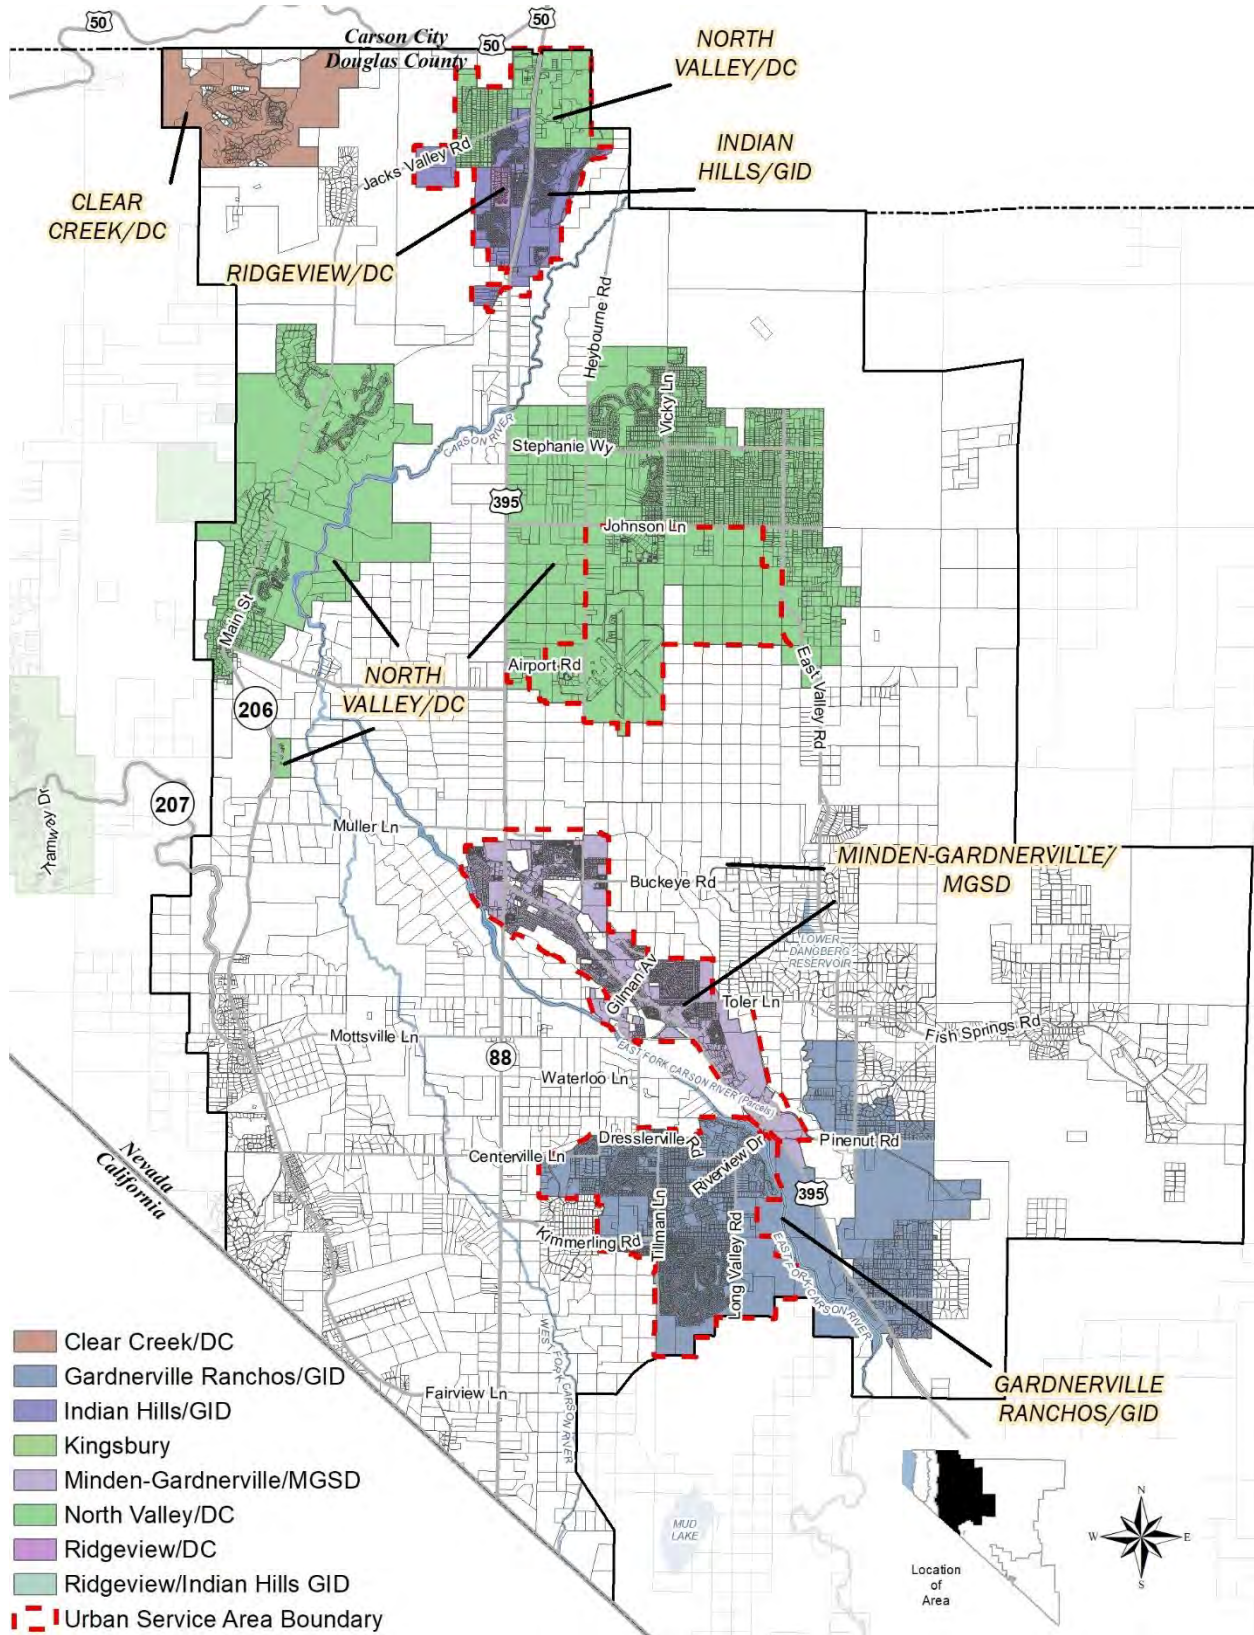 50
50
50
Carson City
Douglas County
NORTH
VALLEY/DC
INDIAN
HILLS/GID
Jacks Valley Rd
CLEAR
CREEK/DC
RIDGEVIEW/DC
Heybourne Rd
Vicky Ln
CARSON RIVER
Stephanie Wy
395
Johnson Ln
Main St
Airport Rd
East Valley Rd
NORTH
VALLEY/DC
206
207
Tramway Dr
Muller Ln
MINDEN-GARDNERVILLE/
MGSD
Buckeye Rd
LOWER
DANGBERG
RESERVOIR
Gilman Av
Toler Ln
Fish Springs Rd
Mottsville Ln
88
EAST FORK CARSON RIVER (Parcels)
Waterloo Ln
Nevada
California
Dresslerville Rd
Centerville Ln
Riverview Dr
Pinenut Rd
395
Kimmerling Rd
Tillman Ln
Long Valley Rd
EAST FORK CARSON RIVER
WEST FORK CARSON RIVER
Fairview Ln
GARDNERVILLE
RANCHOS/GID
MUD
LAKE
Clear Creek/DC
Gardnerville Ranchos/GID
Indian Hills/GID
Kingsbury
Minden-Gardnerville/MGSD
North Valley/DC
Ridgeview/DC
Ridgeview/Indian Hills GID
Urban Service Area Boundary
Location
of
Area
N
W
E
S